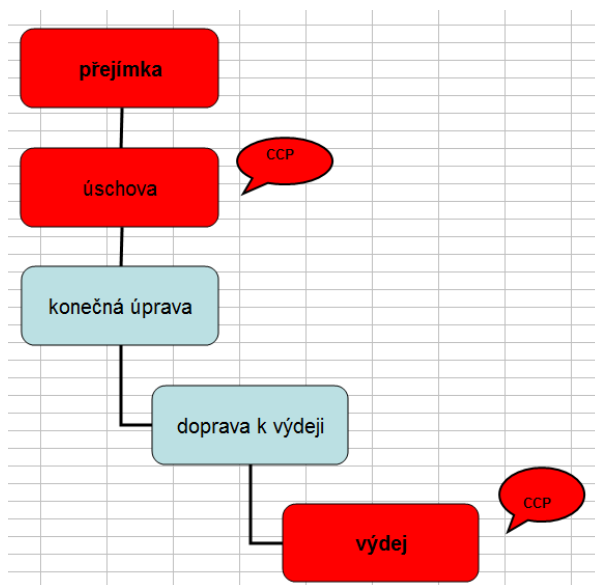 přejímka
CCP
úschova
konečná úprava
doprava k výdeji
CCP
výdej